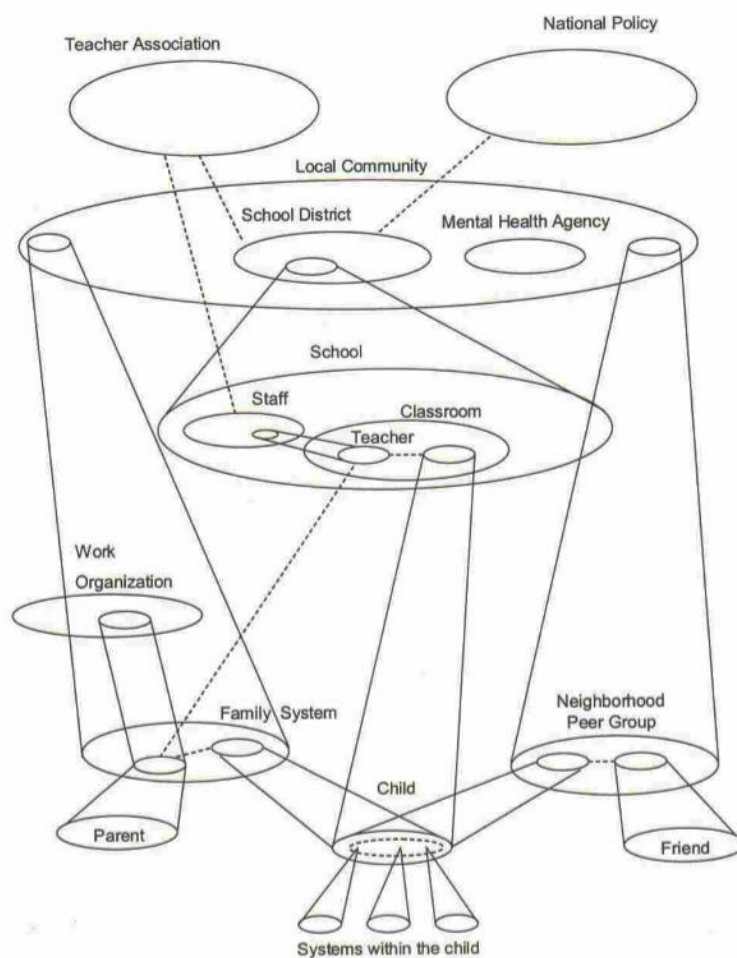 Teacher Association
National Policy
Local Community
School District
Mental Health Agency
School
Staff
Classroom
Teacher
Work
Organization
Family System
Neighborhood
Peer Group
Child
Parent
Friend
Systems within the child